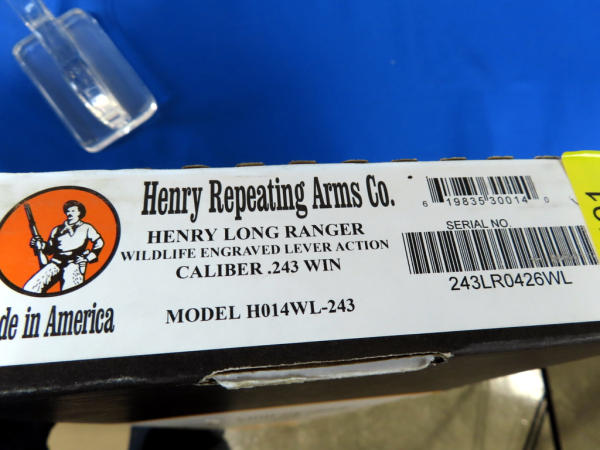 Henry Repeating Arms Co.
HENRY LONG RANGER
WILDLIFE ENGRAVED LEVER ACTION
CALIBER .243 WIN
MODEL H014WL-243
de in America
6 19835 30014 0
SERIAL NO.
243LR0426WL